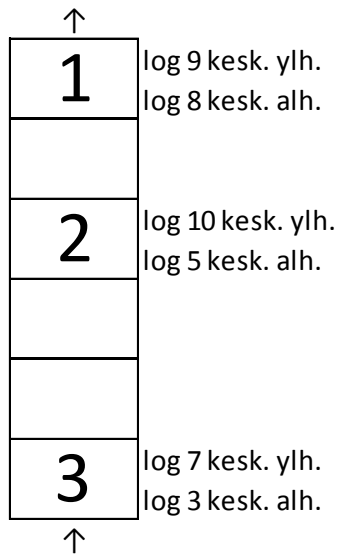 ↑
1
log 9 kesk. ylh.
log 8 kesk. alh.
2
log 10 kesk. ylh.
log 5 kesk. alh.
3
log 7 kesk. ylh.
log 3 kesk. alh.
↑